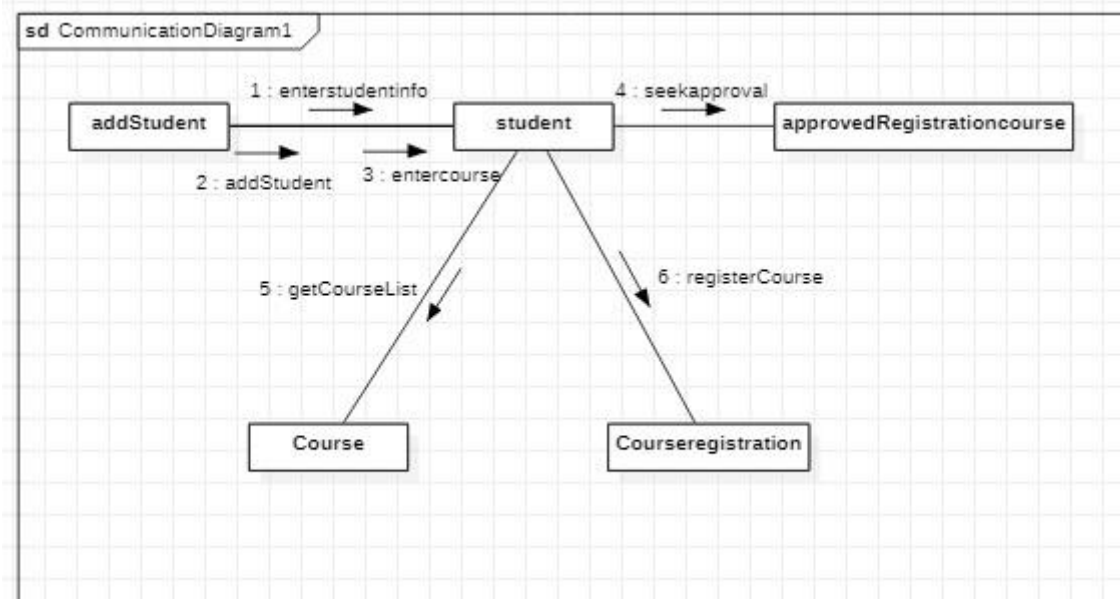 sd CommunicationDiagram1
1 : enterstudentinfo
4 : seekapproval
addStudent
student
approvedRegistrationcourse
2 : addStudent
3 : entercourse
5 : getCourseList
6 : registerCourse
Course
Courseregistration